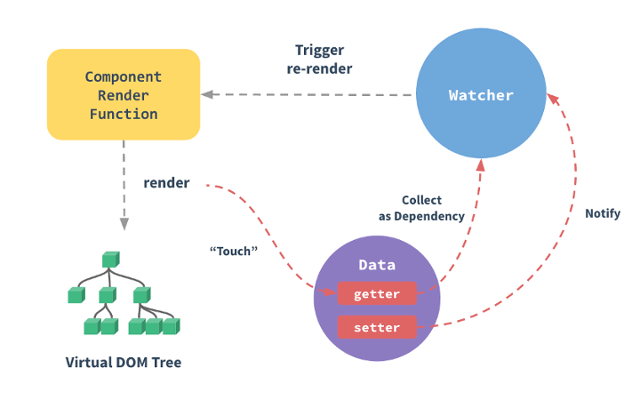 Trigger
re-render
Component
Render
Function
Watcher
render
Collect
as Dependency
Notify
“Touch”
Data
getter
setter
Virtual DOM Tree